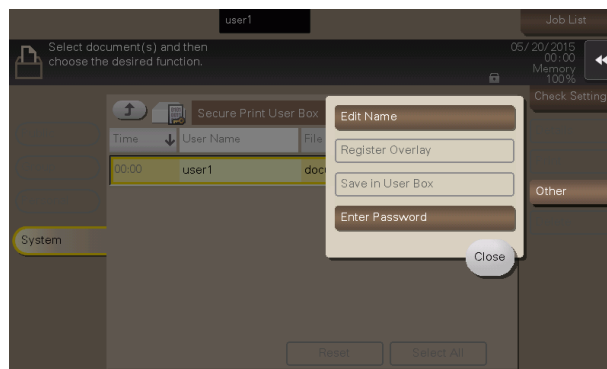 user1
Job List
Select document(s) and then
choose the desired function.
05/20/2015
00:00
Memory
100%
Check Setting
Secure Print User Box
Time
User Name
File
00:00
user1
docu
Edit Name
Register Overlay
Save in User Box
Enter Password
Close
Other
System
Reset
Select All